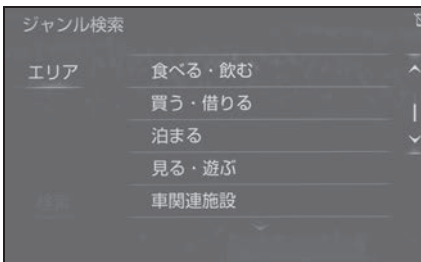 ジャンル検索
エリア
食べる・飲む
買う・借りる
泊まる
見る・遊ぶ
車関連施設